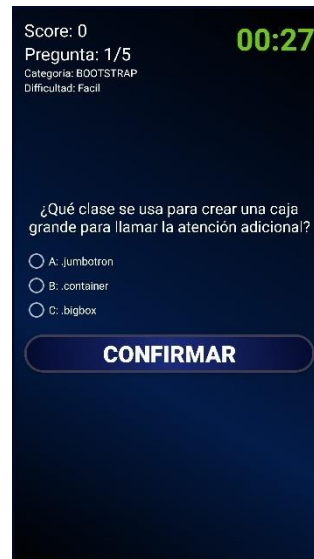 Score: 0
00:27
Pregunta: 1/5
Categoria: BOOTSTRAP
Dificultad: Facil
¿Qué clase se usa para crear una caja
grande para llamar la atención adicional?
A: .jumbotron
B: .container
C: .bigbox
CONFIRMAR